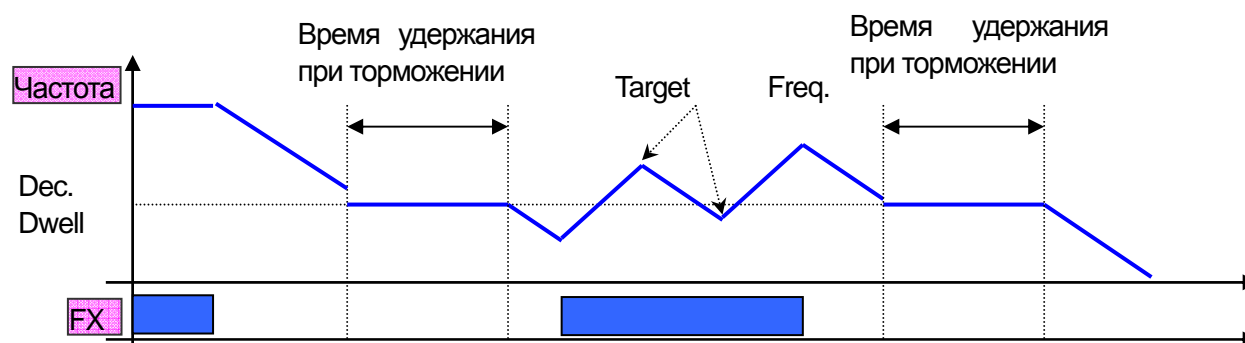 Время удержания
при торможении
Время удержания
при торможении
Частота
Target Freq.
Dec.
Dwell
FX